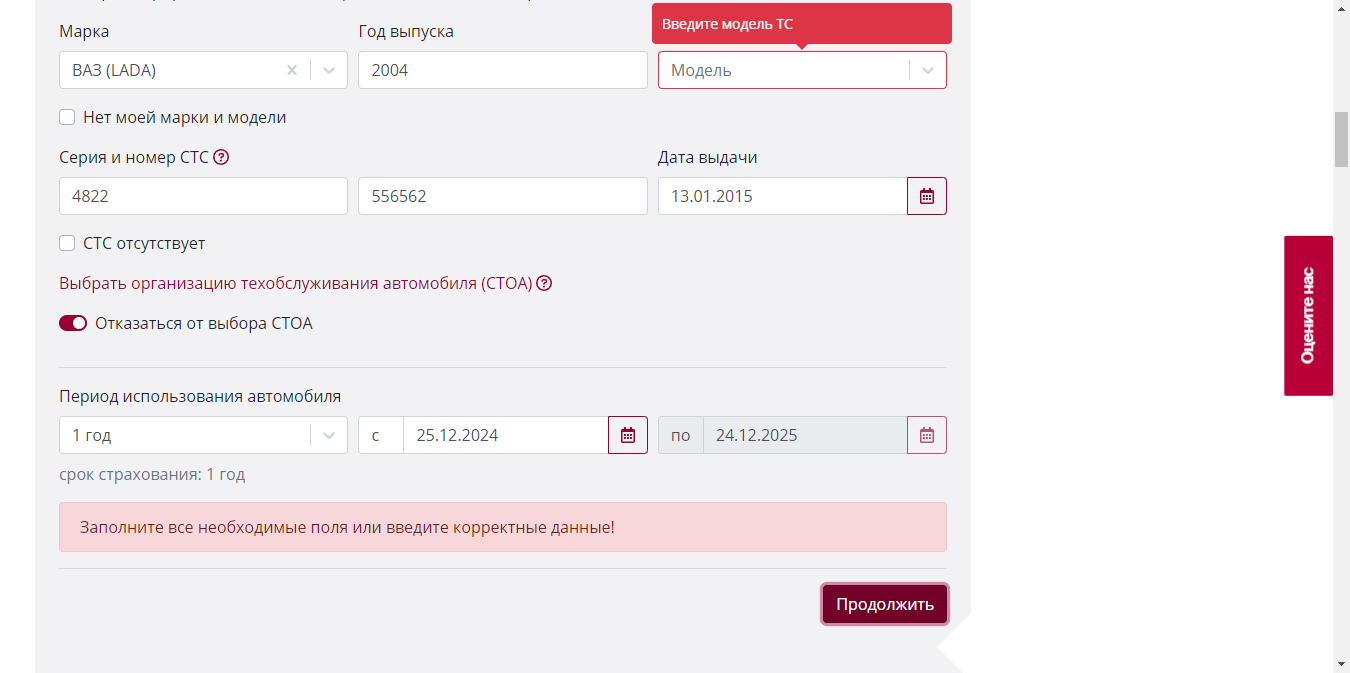 Введите модель ТС
Марка
Год выпуска
ВАЗ (LADA)
2004
Модель
Нет моей марки и модели
Серия и номер СТС
Дата выдачи
4822
556562
13.01.2015
СТС отсутствует
Выбрать организацию техобслуживания автомобиля (СТОА)
Отказаться от выбора СТОА
Оцените нас
Период использования автомобиля
1 год
с
25.12.2024
по
24.12.2025
срок страхования: 1 год
Заполните все необходимые поля или введите корректные данные!
Продолжить